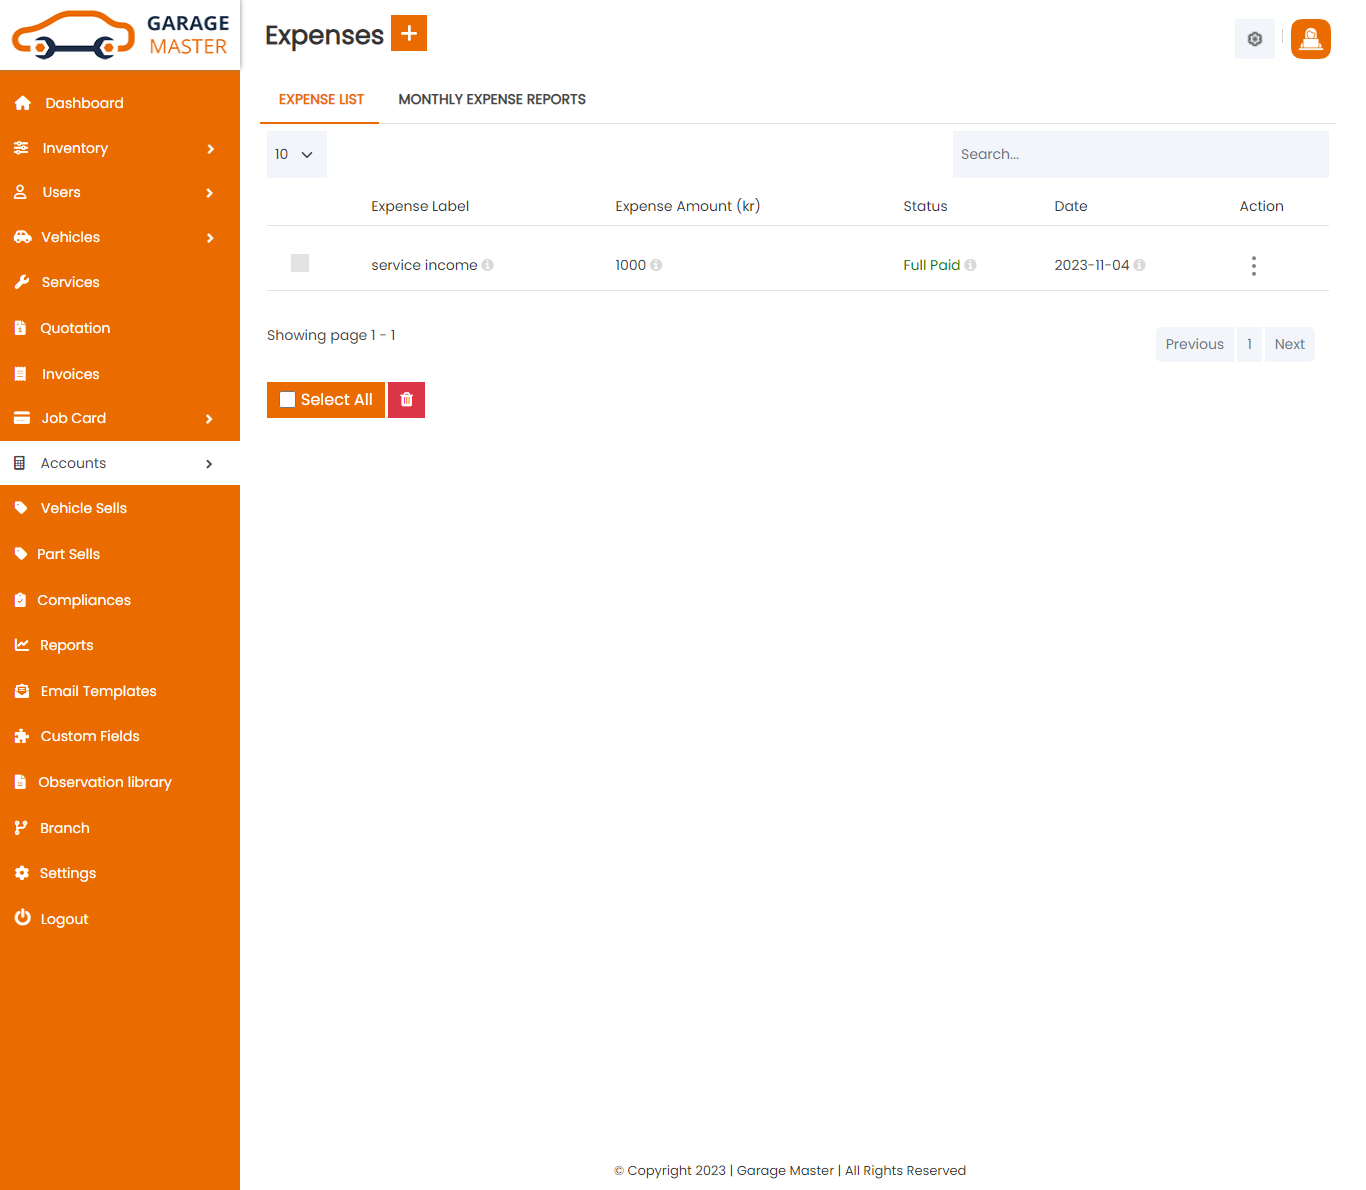 GARAGE
MASTER
Expenses
Dashboard
Inventory
Users
Vehicles
Services
Quotation
Invoices
Job Card
Accounts
Vehicle Sells
Part Sells
Compliances
Reports
Email Templates
Custom Fields
Observation library
Branch
Settings
Logout
EXPENSE LIST MONTHLY EXPENSE REPORTS
10 Search...
Expense Label Expense Amount (kr) Status Date Action
service income 1000 Full Paid 2023-11-04
Showing page 1 - 1
Previous 1 Next
Select All
© Copyright 2023 | Garage Master | All Rights Reserved